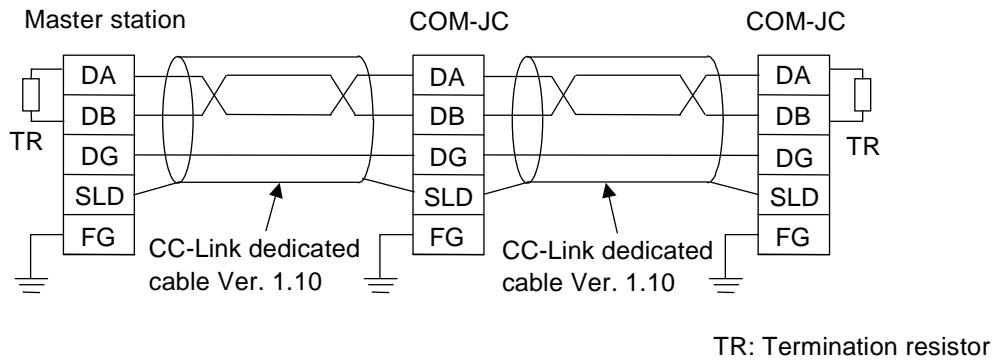 Master station
COM-JC
COM-JC
DA
DB
DG
SLD
FG
TR
CC-Link dedicated
cable Ver. 1.10
DA
DB
DG
SLD
FG
CC-Link dedicated
cable Ver. 1.10
DA
DB
DG
SLD
FG
TR
TR: Termination resistor